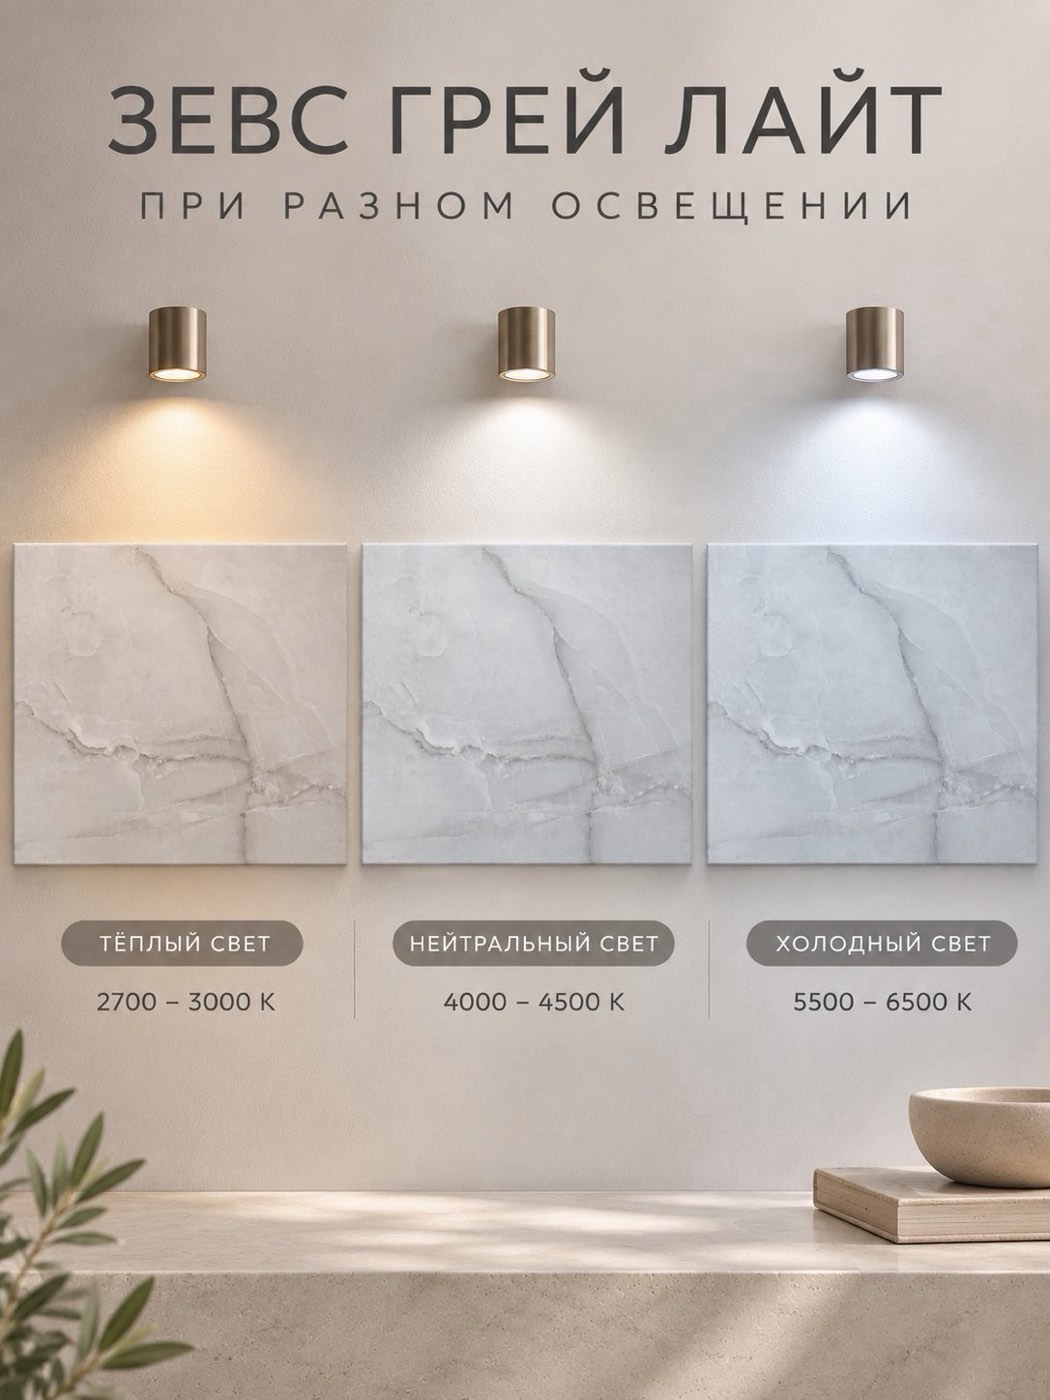 ЗЕВС ГРЕЙ ЛАЙТ
ПРИ РАЗНОМ ОСВЕЩЕНИИ
ТЁПЛЫЙ СВЕТ
2700 – 3000 К
НЕЙТРАЛЬНЫЙ СВЕТ
4000 – 4500 К
ХОЛОДНЫЙ СВЕТ
5500 – 6500 К